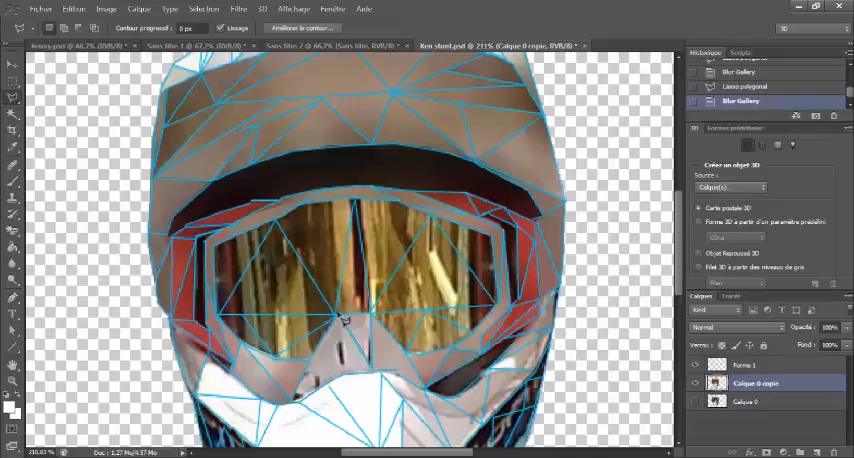 Ps Fichier Edition Image Calque Type Sélection Filtre 3D Affichage Fenêtre Aide
Contour progressif : 0 px Lissage Améliorer le contour... 3D
kenny.psd @ 66,7% (RVB/8) * × Sans titre-1 @ 67,2% (RVB/8) * × Sans titre-2 @ 66,7% (Sans titre, RVB/8) * × Ken stunt.psd @ 211% (Calque 0 copie, RVB/8) * ×
Historique Scripts
Blur Gallery
Lasso polygonal
Blur Gallery
3D Formes prédéfinies
Créer un objet 3D
Source :
Calque(s)...
Carte postale 3D
Forme 3D à partir d'un paramètre prédéfini
Cône
Objet Repoussé 3D
Filet 3D à partir des niveaux de gris
Plan
Calques Tracés
Kind
Normal Opacité : 100%
Verrou : Fond : 100%
Forme 1
Calque 0 copie
Calque 0
210,83 % Doc : 1,27 Mo/4,57 Mo